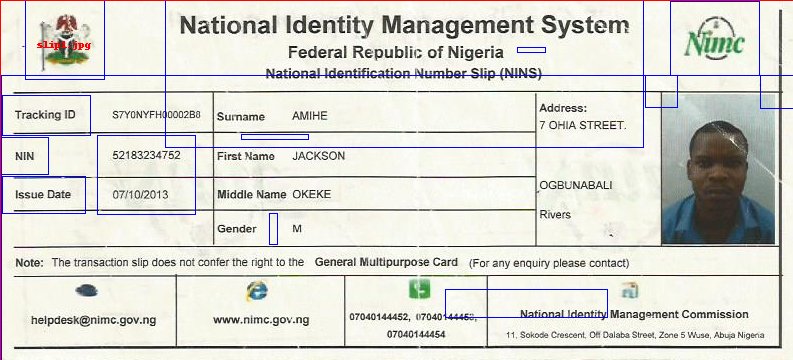 National Identity Management System
Federal Republic of Nigeria
National Identification Number Slip (NINS)
slip1.jpg
Nimc
Tracking ID S7Y0NYFH00002B8 Surname AMIHE Address:
7 OHIA STREET.
NIN 52183234752 First Name JACKSON
Issue Date 07/10/2013 Middle Name OKEKE OGBUNABALI
Rivers
Gender M
Note: The transaction slip does not confer the right to the General Multipurpose Card (For any enquiry please contact)
helpdesk@nimc.gov.ng www.nimc.gov.ng 07040144452, 07040144453, National Identity Management Commission
07040144454 11, Sokode Crescent, Off Dalaba Street, Zone 5 Wuse, Abuja Nigeria